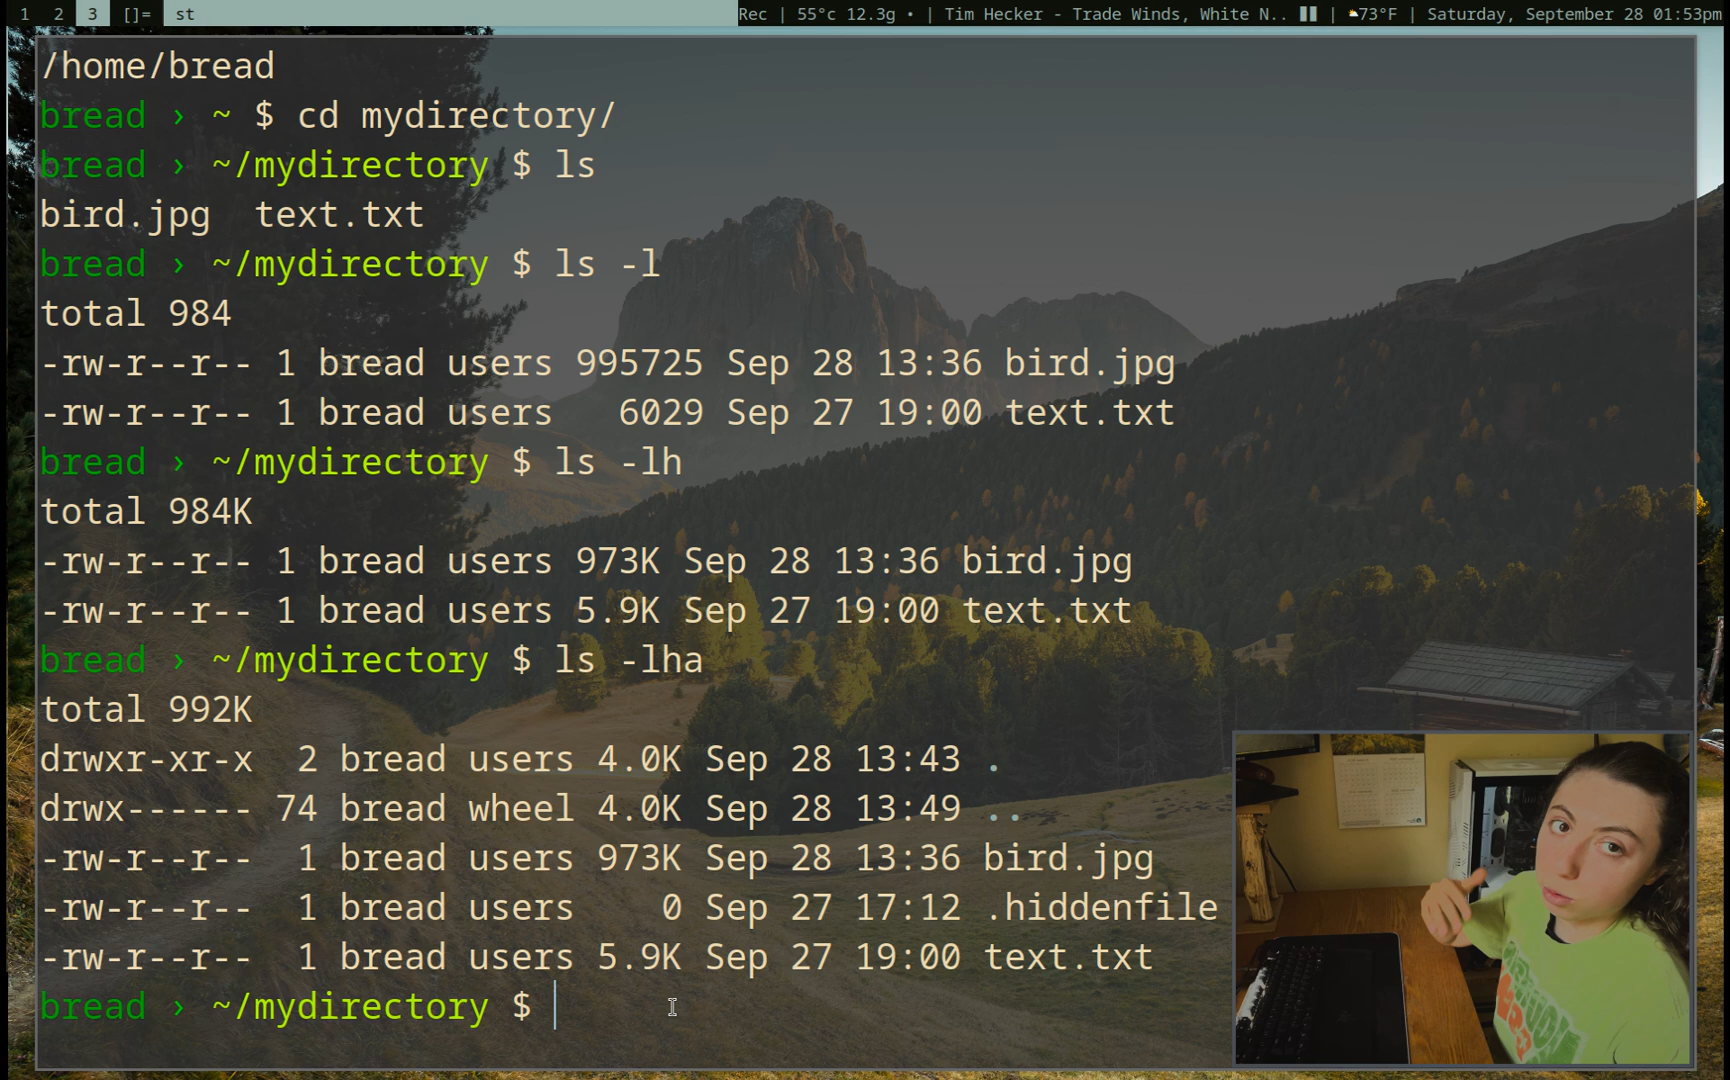 1 2 3 []= st Rec | 55°c 12.3g • | Tim Hecker - Trade Winds, White N.. | 73°F | Saturday, September 28 01:53pm
/home/bread
bread › ~ $ cd mydirectory/
bread › ~/mydirectory $ ls
bird.jpg  text.txt
bread › ~/mydirectory $ ls -l
total 984
-rw-r--r-- 1 bread users 995725 Sep 28 13:36 bird.jpg
-rw-r--r-- 1 bread users   6029 Sep 27 19:00 text.txt
bread › ~/mydirectory $ ls -lh
total 984K
-rw-r--r-- 1 bread users 973K Sep 28 13:36 bird.jpg
-rw-r--r-- 1 bread users 5.9K Sep 27 19:00 text.txt
bread › ~/mydirectory $ ls -lha
total 992K
drwxr-xr-x  2 bread users 4.0K Sep 28 13:43 .
drwx------ 74 bread wheel 4.0K Sep 28 13:49 ..
-rw-r--r--  1 bread users 973K Sep 28 13:36 bird.jpg
-rw-r--r--  1 bread users    0 Sep 27 17:12 .hiddenfile
-rw-r--r--  1 bread users 5.9K Sep 27 19:00 text.txt
bread › ~/mydirectory $